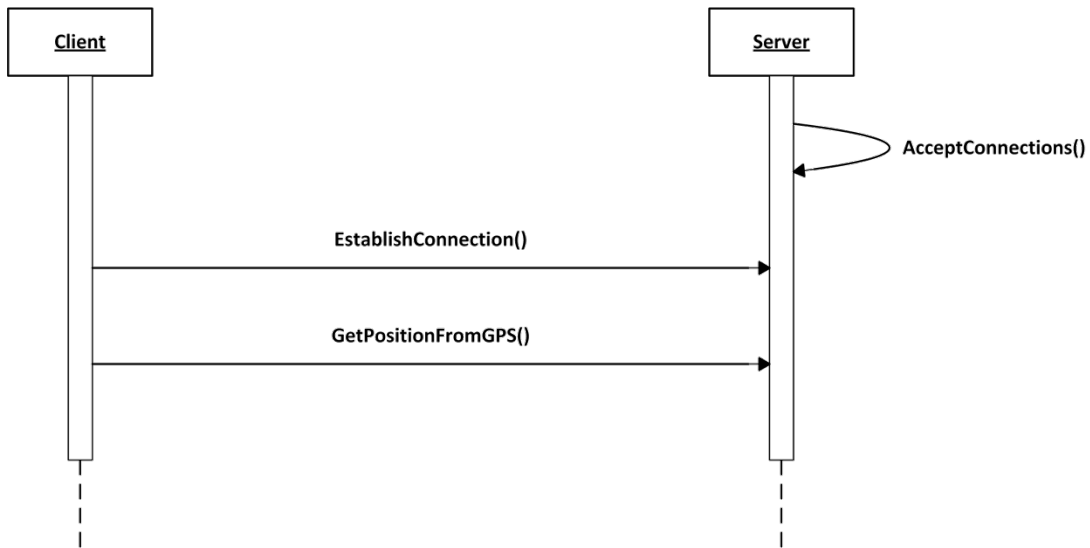 Client
Server
AcceptConnections()
EstablishConnection()
GetPositionFromGPS()